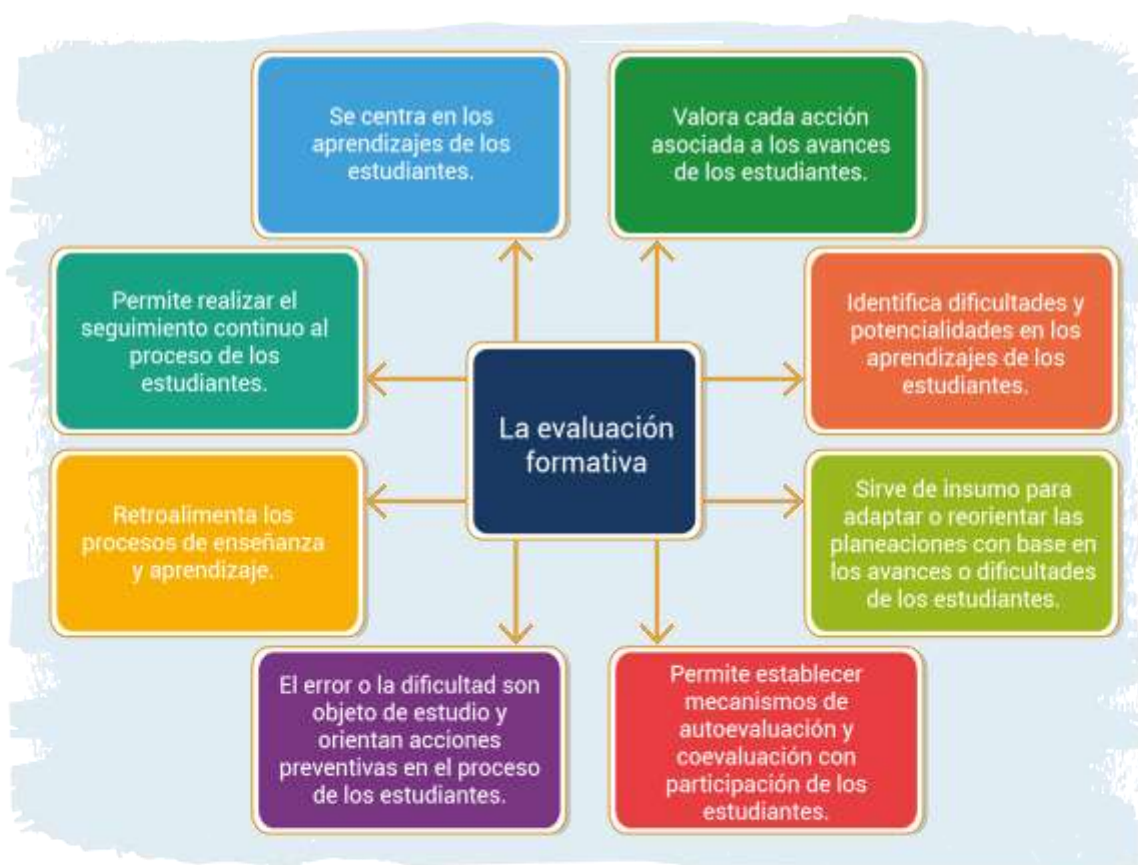 Se centra en los
aprendizajes de los
estudiantes.
Valora cada acción
asociada a los avances
de los estudiantes.
Permite realizar el
seguimiento continuo al
proceso de los
estudiantes.
Identifica dificultades y
potencialidades en los
aprendizajes de los
estudiantes.
La evaluación
formativa
Retroalimenta los
procesos de enseñanza
y aprendizaje.
Sirve de insumo para
adaptar o reorientar las
planeaciones con base en
los avances o dificultades
de los estudiantes.
El error o la dificultad son
objeto de estudio y
orientan acciones
preventivas en el proceso
de los estudiantes.
Permite establecer
mecanismos de
autoevaluación y
coevaluación con
participación de los
estudiantes.